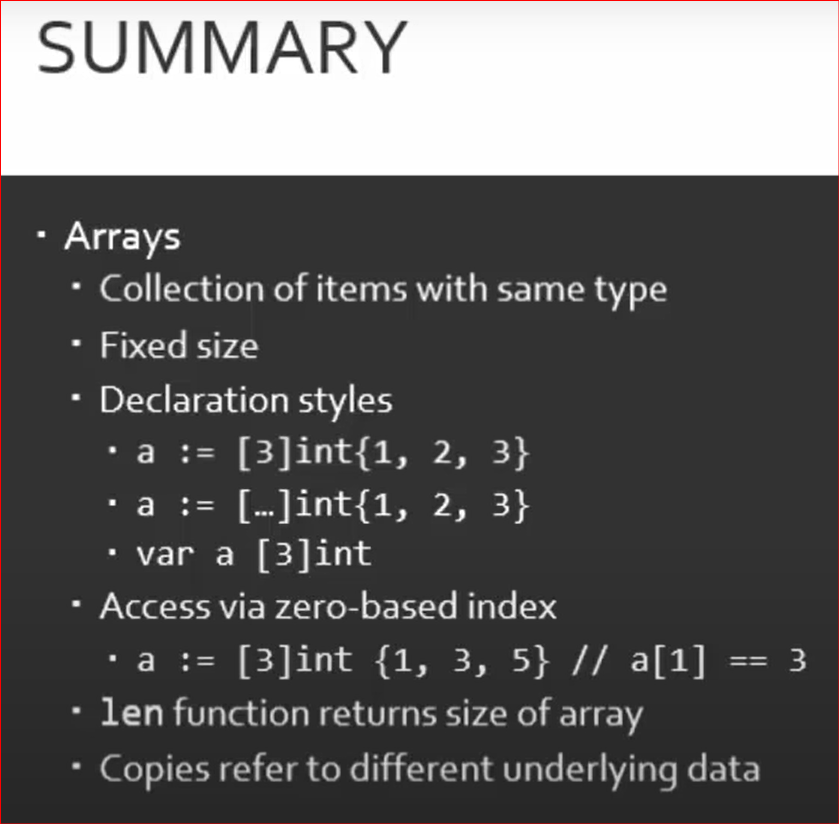 SUMMARY
▪ Arrays
▪ Collection of items with same type
▪ Fixed size
▪ Declaration styles
▪ a := [3]int{1, 2, 3}
▪ a := […]int{1, 2, 3}
▪ var a [3]int
▪ Access via zero-based index
▪ a := [3]int {1, 3, 5} // a[1] == 3
▪ len function returns size of array
▪ Copies refer to different underlying data